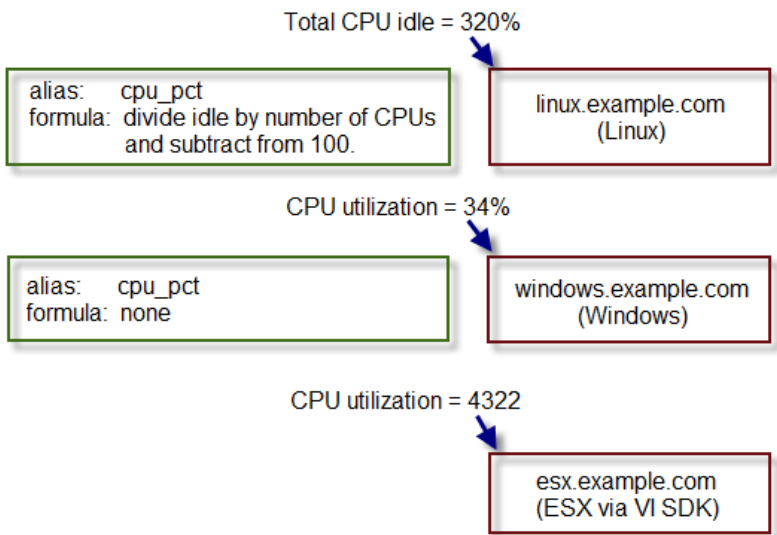 Total CPU idle = 320%
alias: cpu_pct
formula: divide idle by number of CPUs
and subtract from 100.
linux.example.com
(Linux)
CPU utilization = 34%
alias: cpu_pct
formula: none
windows.example.com
(Windows)
CPU utilization = 4322
esx.example.com
(ESX via VI SDK)